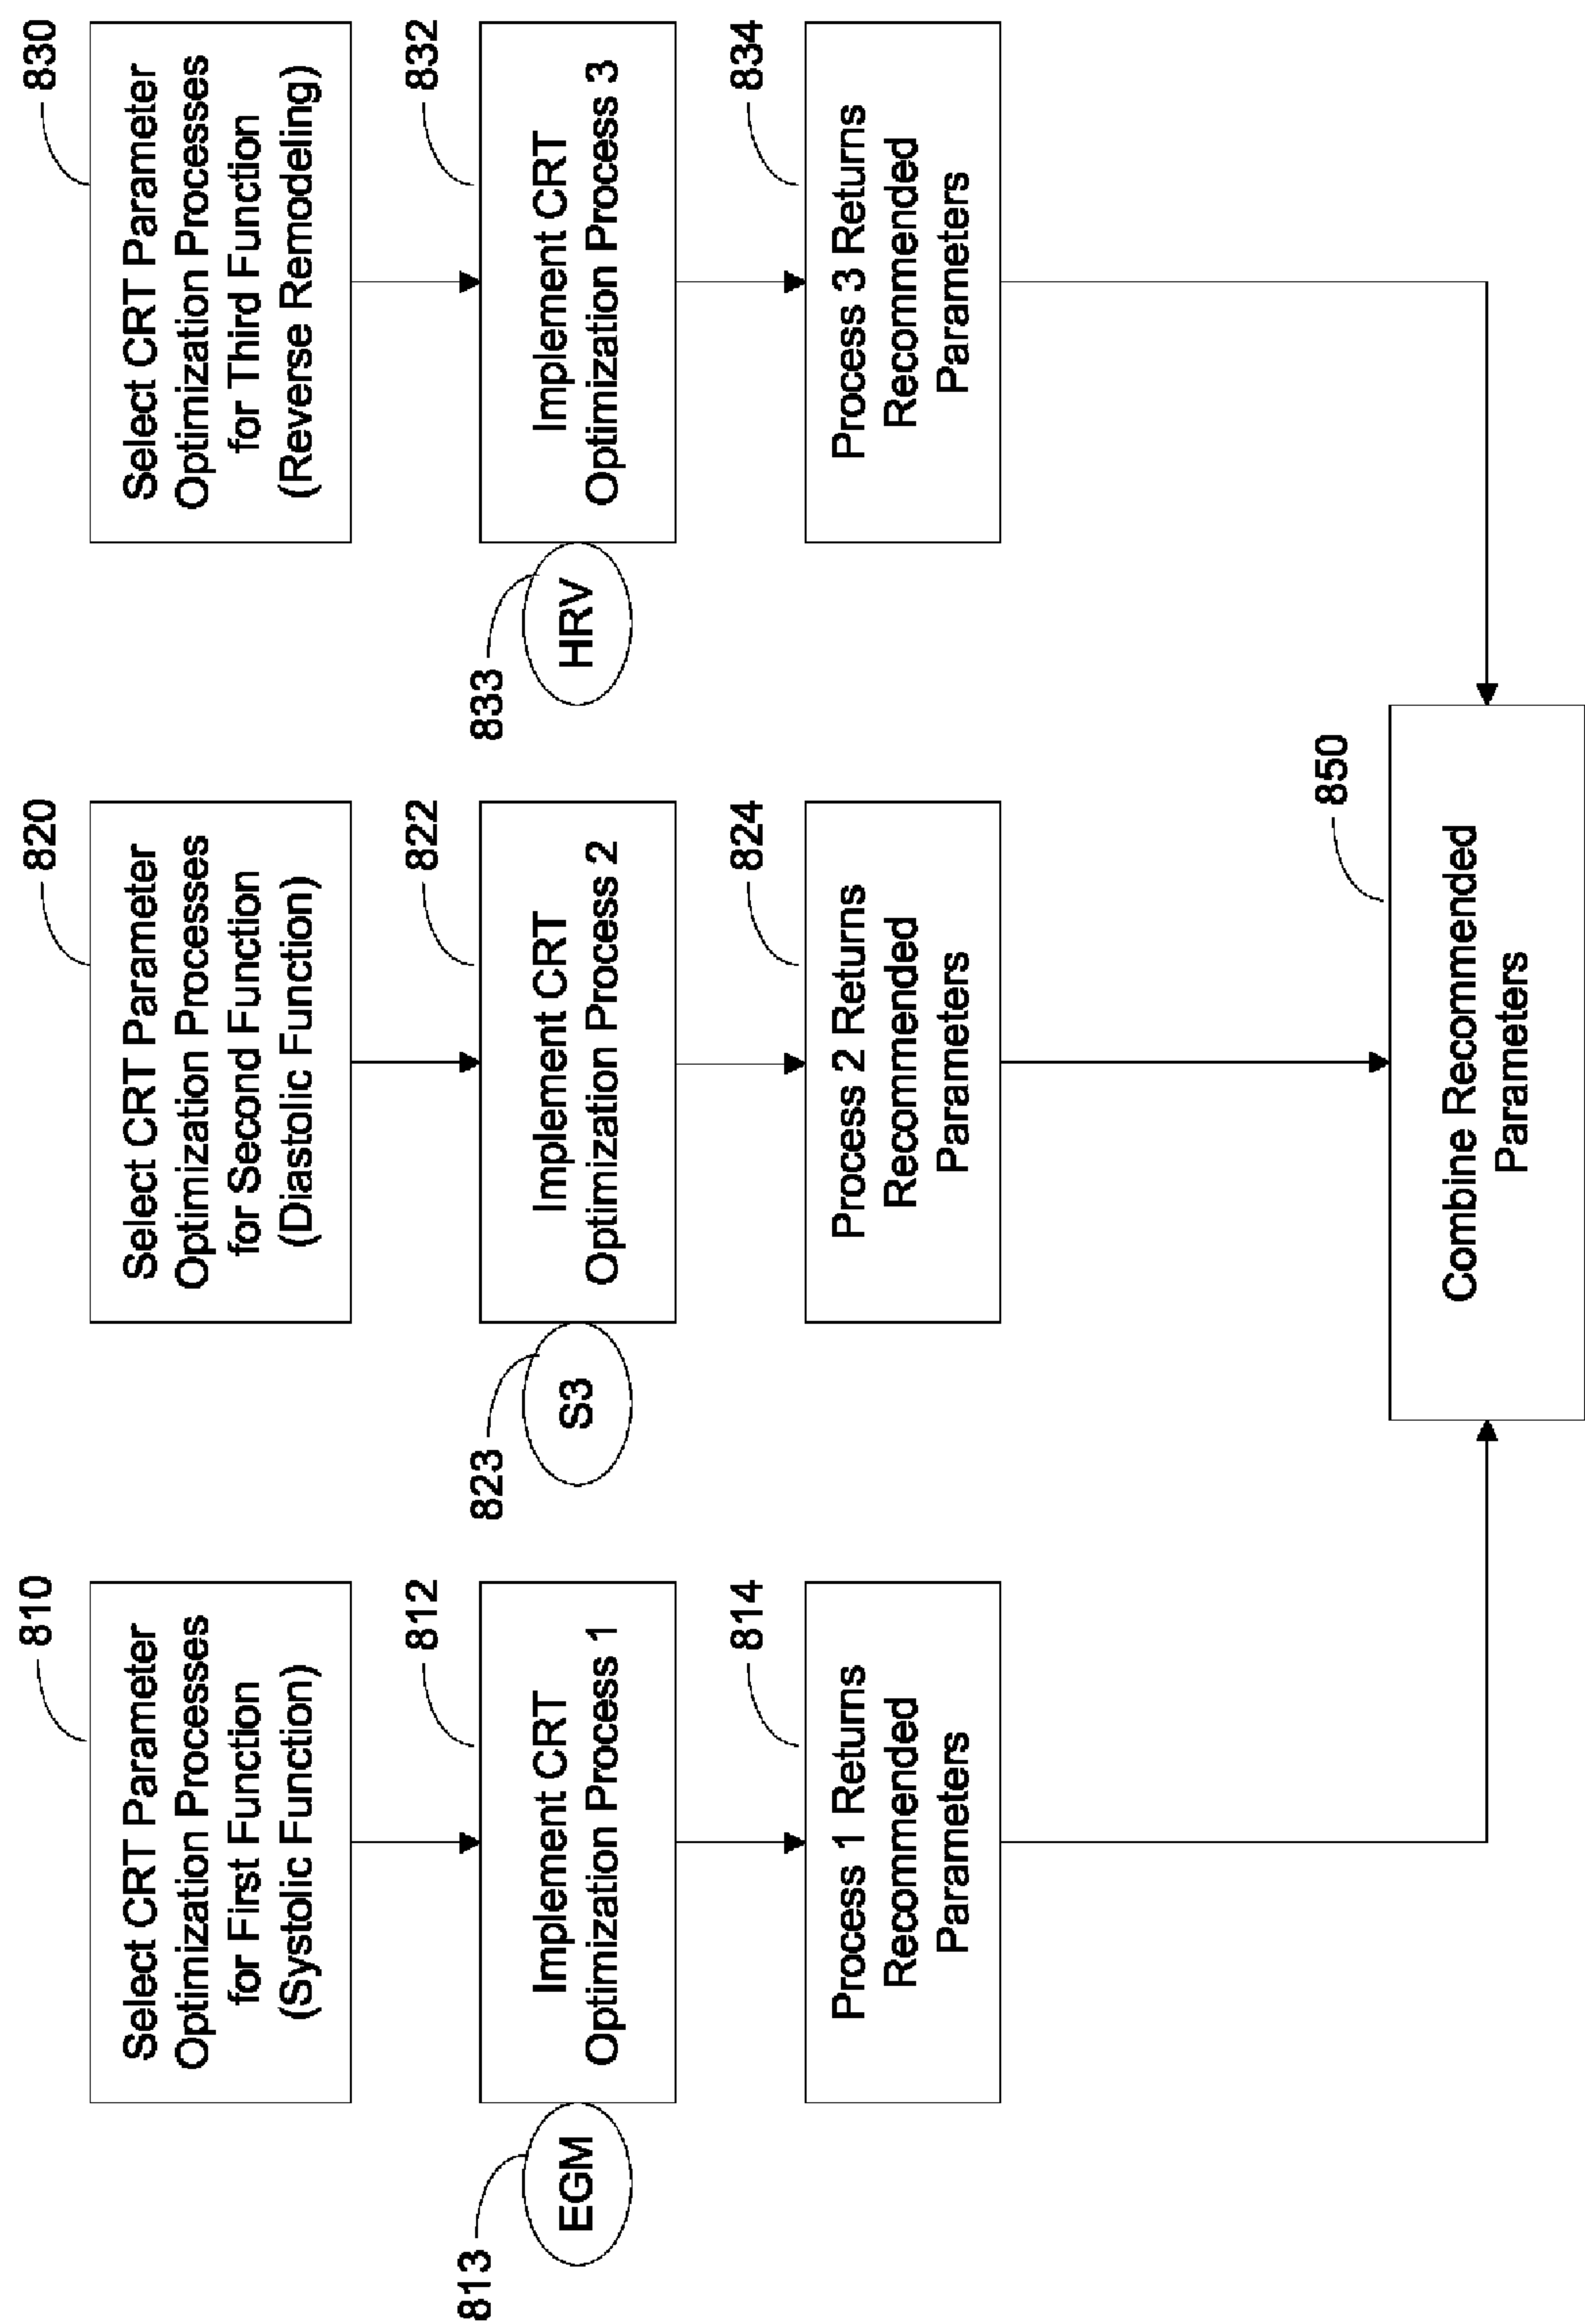 810
Select CRT Parameter
Optimization Processes
for First Function
(Systolic Function)
820
Select CRT Parameter
Optimization Processes
for Second Function
(Diastolic Function)
830
Select CRT Parameter
Optimization Processes
for Third Function
(Reverse Remodeling)
813
EGM
812
Implement CRT
Optimization Process 1
823
S3
822
Implement CRT
Optimization Process 2
833
HRV
832
Implement CRT
Optimization Process 3
814
Process 1 Returns
Recommended
Parameters
824
Process 2 Returns
Recommended
Parameters
834
Process 3 Returns
Recommended
Parameters
850
Combine Recommended
Parameters